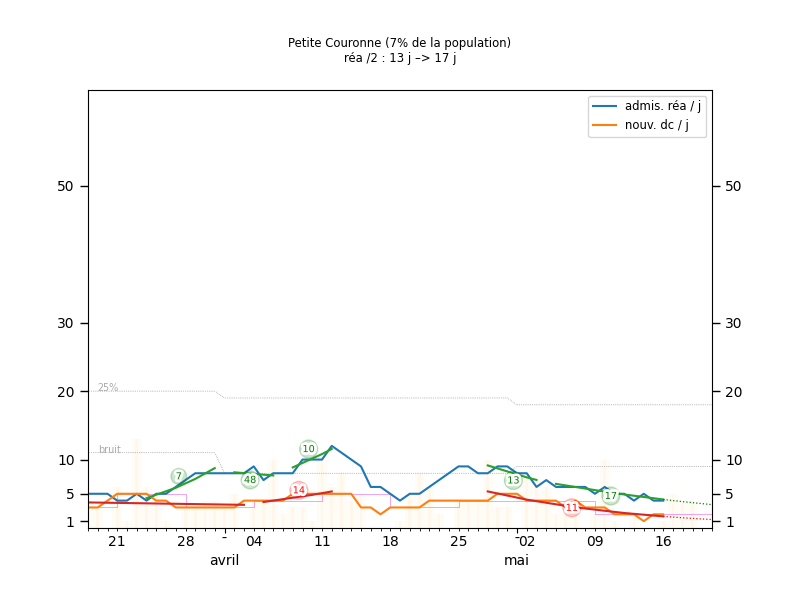 Petite Couronne (7% de la population)
réa /2 : 13 j –> 17 j
admis. réa / j
nouv. dc / j
50 50
30 30
25%
20 20
bruit
10 10
5 5
1 1
7
48
10
14
13
11
17
21 28 04 11 18 25 02 09 16
avril mai